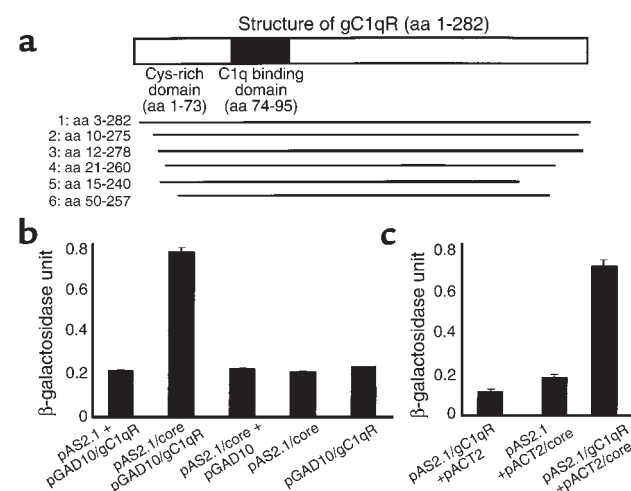 a
Structure of gC1qR (aa 1-282)
Cys-rich domain (aa 1-73)
C1q binding domain (aa 74-95)
1: aa 3-282
2: aa 10-275
3: aa 12-278
4: aa 21-260
5: aa 15-240
6: aa 50-257
b
β-galactosidase unit
0.8
0.6
0.4
0.2
0
pAS2.1 +
pGAD10/gC1qR
pAS2.1/core
pGAD10/gC1qR
pAS2.1/core +
pGAD10
pAS2.1/core
pGAD10/gC1qR
c
β-galactosidase unit
0.8
0.6
0.4
0.2
0
pAS2.1/gC1qR
+pACT2
pAS2.1
+pACT2/core
pAS2.1/gC1qR
+pACT2/core